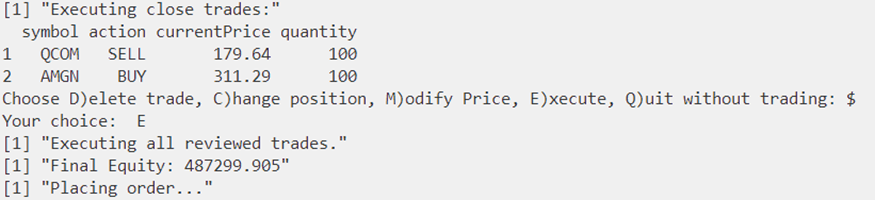 [1] "Executing close trades:"
  symbol action currentPrice quantity
1   QCOM   SELL       179.64      100
2   AMGN    BUY       311.29      100
Choose D)elete trade, C)hange position, M)odify Price, E)xecute, Q)uit without trading: $
Your choice:  E
[1] "Executing all reviewed trades."
[1] "Final Equity: 487299.905"
[1] "Placing order..."